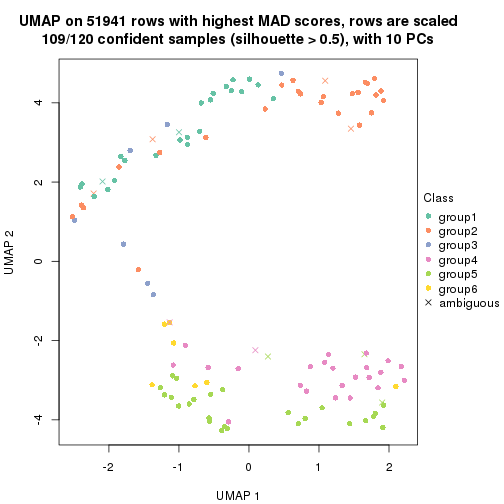 UMAP on 51941 rows with highest MAD scores, rows are scaled
109/120 confident samples (silhouette > 0.5), with 10 PCs
4
2
0
-2
-4
UMAP 2
-2
-1
0
1
2
UMAP 1
Class
group1
group2
group3
group4
group5
group6
ambiguous